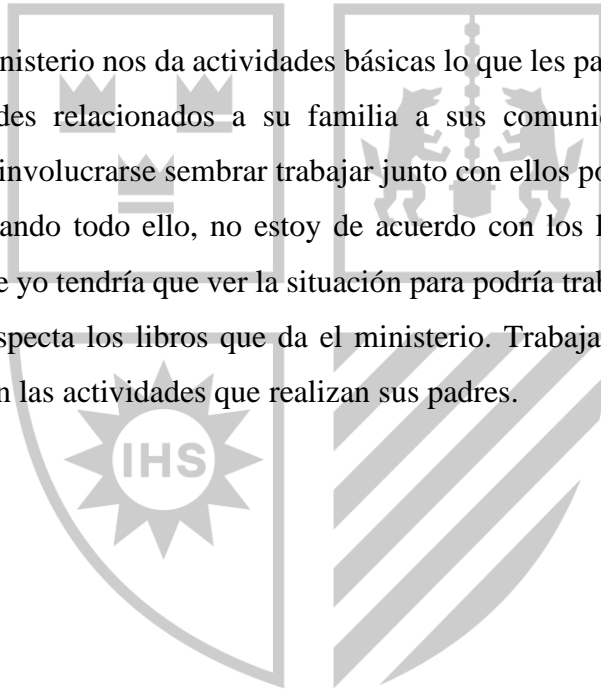 nisterio nos da actividades básicas lo que les pa
des relacionados a su familia a sus comuni
involucrarse sembrar trabajar junto con ellos po
ando todo ello, no estoy de acuerdo con los l
e yo tendría que ver la situación para podría trab
specta los libros que da el ministerio. Trabaja
n las actividades que realizan sus padres.
IHS